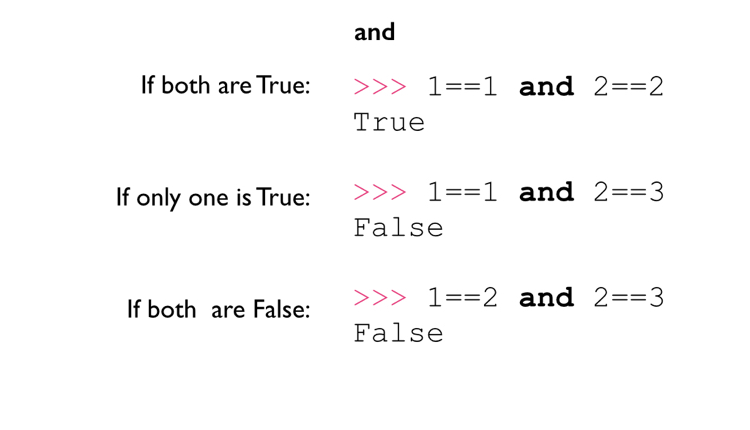 and
If both are True: >>> 1==1 and 2==2
True
If only one is True: >>> 1==1 and 2==3
False
If both are False: >>> 1==2 and 2==3
False